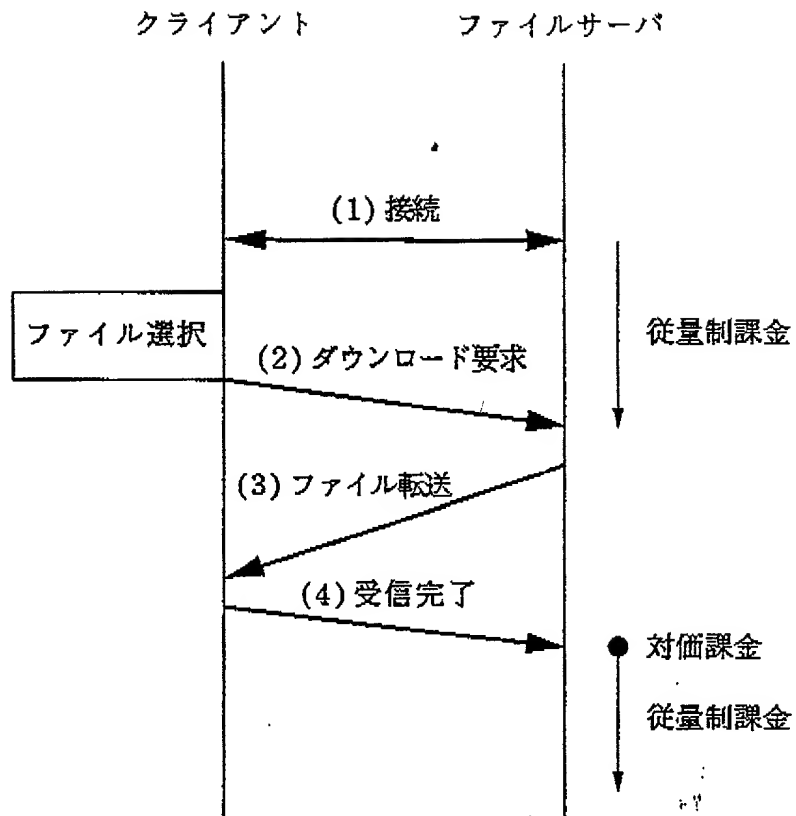 クライアント
ファイルサーバ
(1)接続
ファイル選択
従量制課金
(2)ダウンロード要求
(3)ファイル転送
(4)受信完了
対価課金
従量制課金